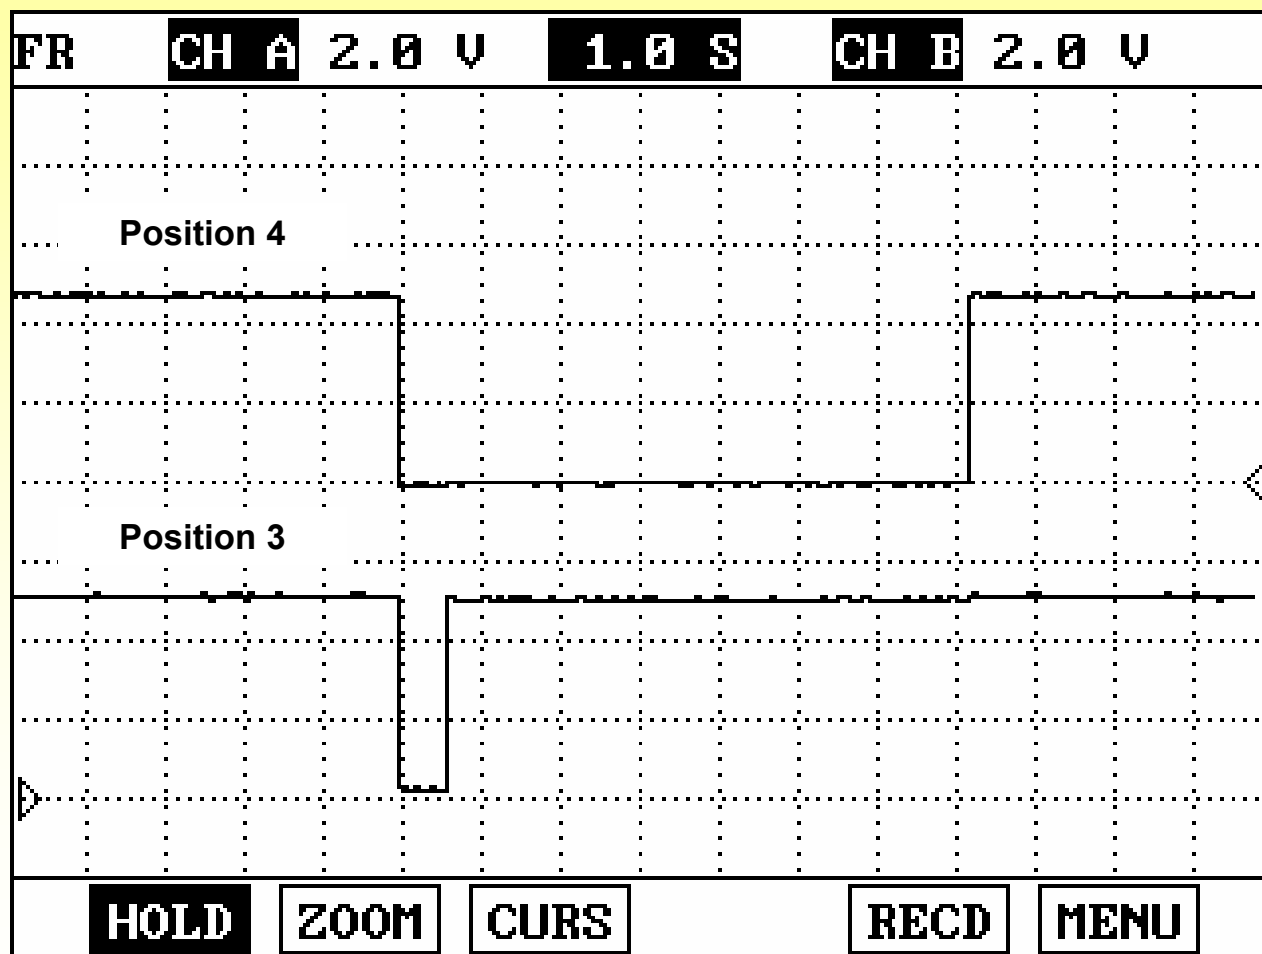 FR CH A 2.0 V 1.0 S CH B 2.0 V
Position 4
Position 3
HOLD ZOOM CURS RECD MENU